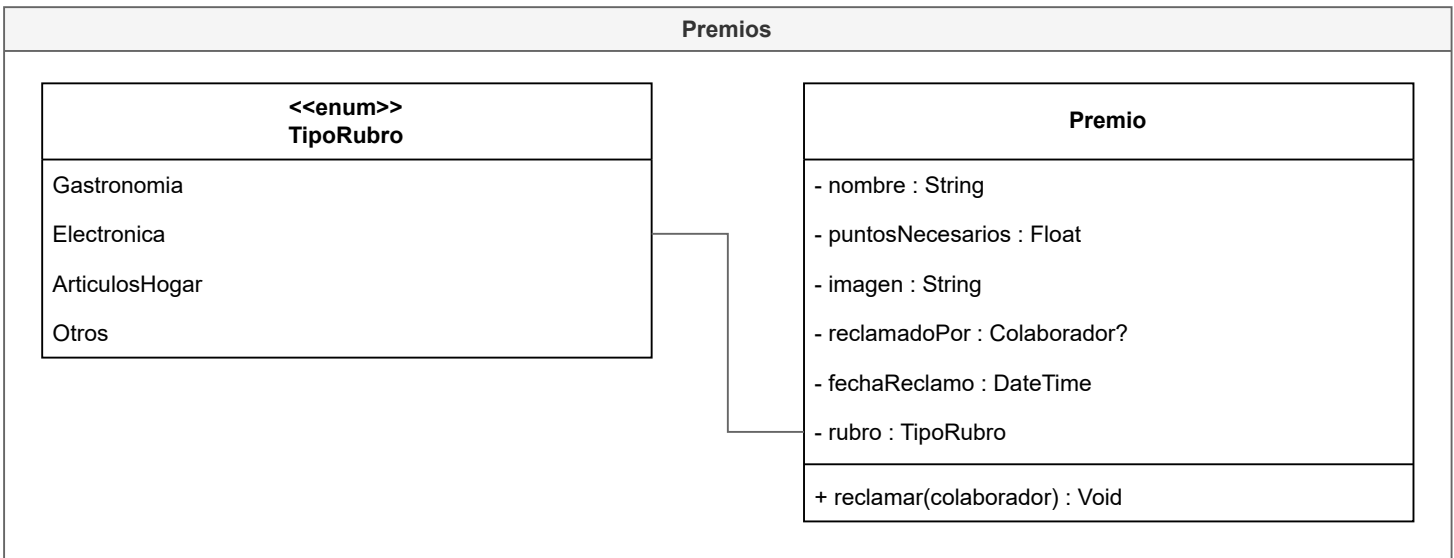 Premios
<<enum>>
TipoRubro
Gastronomia
Electronica
ArticulosHogar
Otros
Premio
- nombre : String
- puntosNecesarios : Float
- imagen : String
- reclamadoPor : Colaborador?
- fechaReclamo : DateTime
- rubro : TipoRubro
+ reclamar(colaborador) : Void